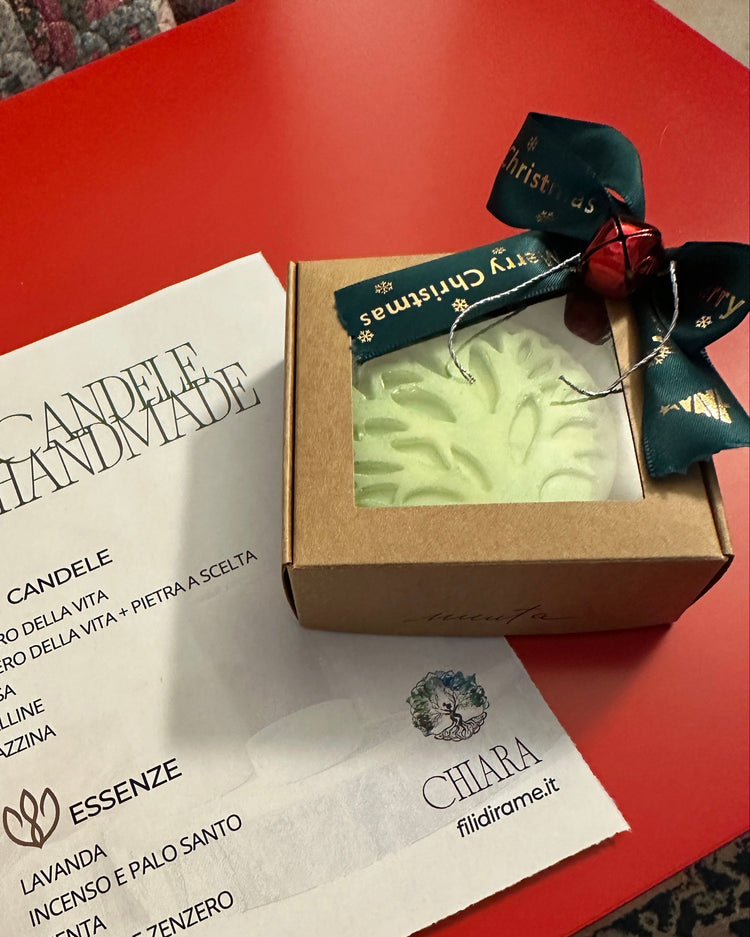 Christmas
Merry Christmas
rry
CANDELE
HANDMADE
CANDELE
RO DELLA VITA
ERO DELLA VITA + PIETRA A SCELTA
SA
LLINE
AZZINA
menta
ESSENZE
LAVANDA
INCENSO E PALO SANTO
ENTA
E ZENZERO
CHIARA
filidirame.it